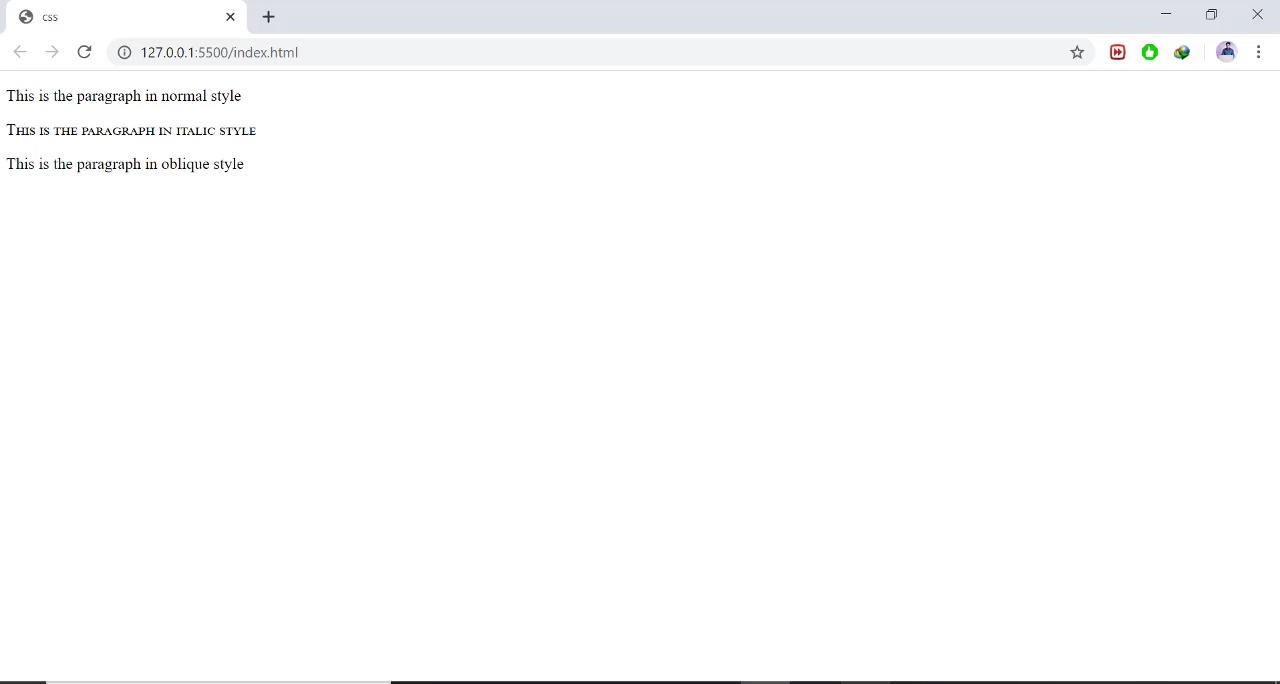 css
127.0.0.1:5500/index.html
This is the paragraph in normal style
This is the paragraph in italic style
This is the paragraph in oblique style